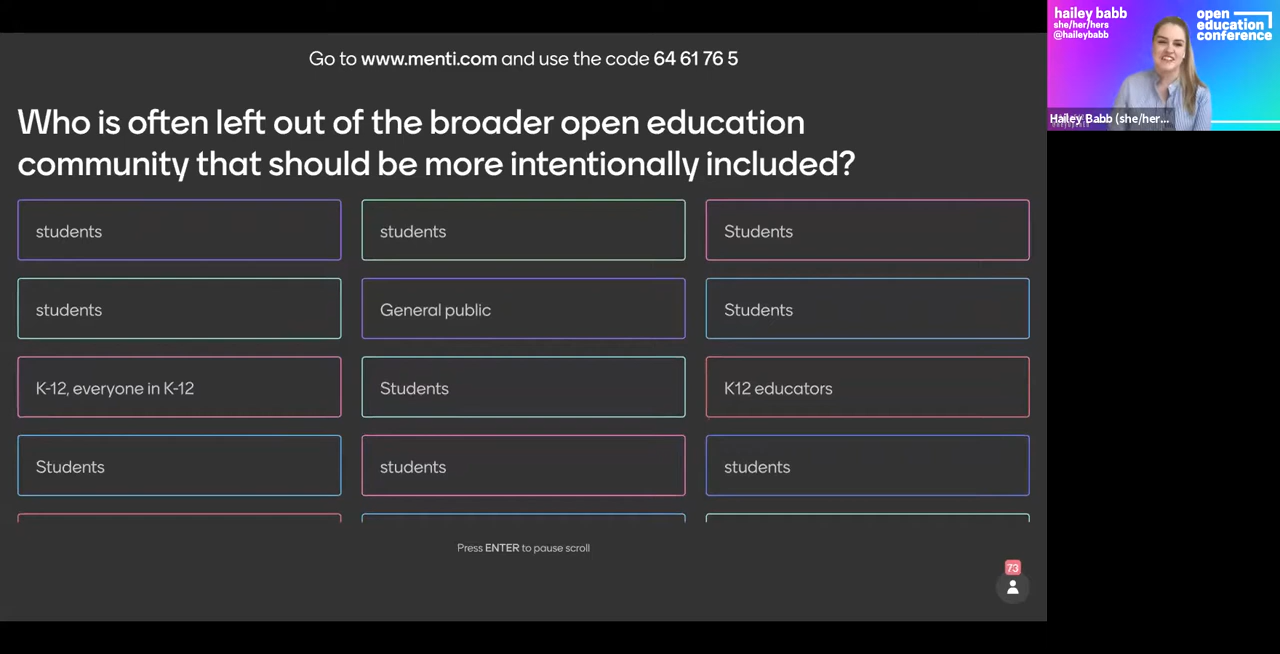 Go to www.menti.com and use the code 64 61 76 5
Who is often left out of the broader open education
community that should be more intentionally included?
students
students
Students
students
General public
Students
K-12, everyone in K-12
Students
K12 educators
Students
students
students
Press ENTER to pause scroll
73
hailey babb
she/her/hers
@haileybabb
open
education
conference
Hailey Babb (she/her...